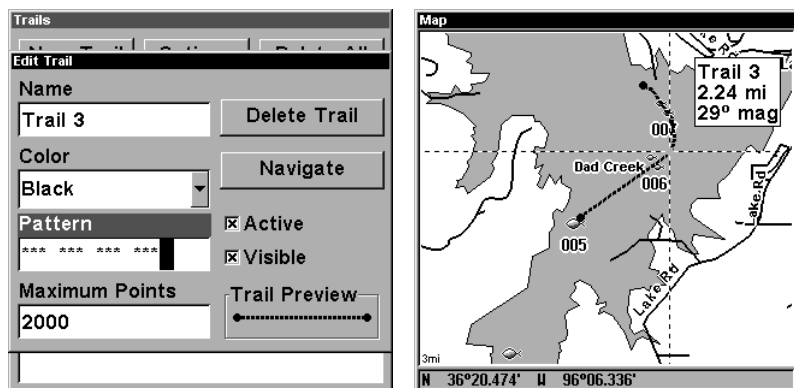 Trails
Edit Trail
Name
Trail 3
Delete Trail
Color
Black
Navigate
Pattern
*** *** *** ***
Active
Visible
Maximum Points
2000
Trail Preview
Map
Trail 3
2.24 mi
29º mag
00
Dad Creek
006
005
Lake Rd
Lake Rd
3mi
N 36º20.474' W 96º06.336'